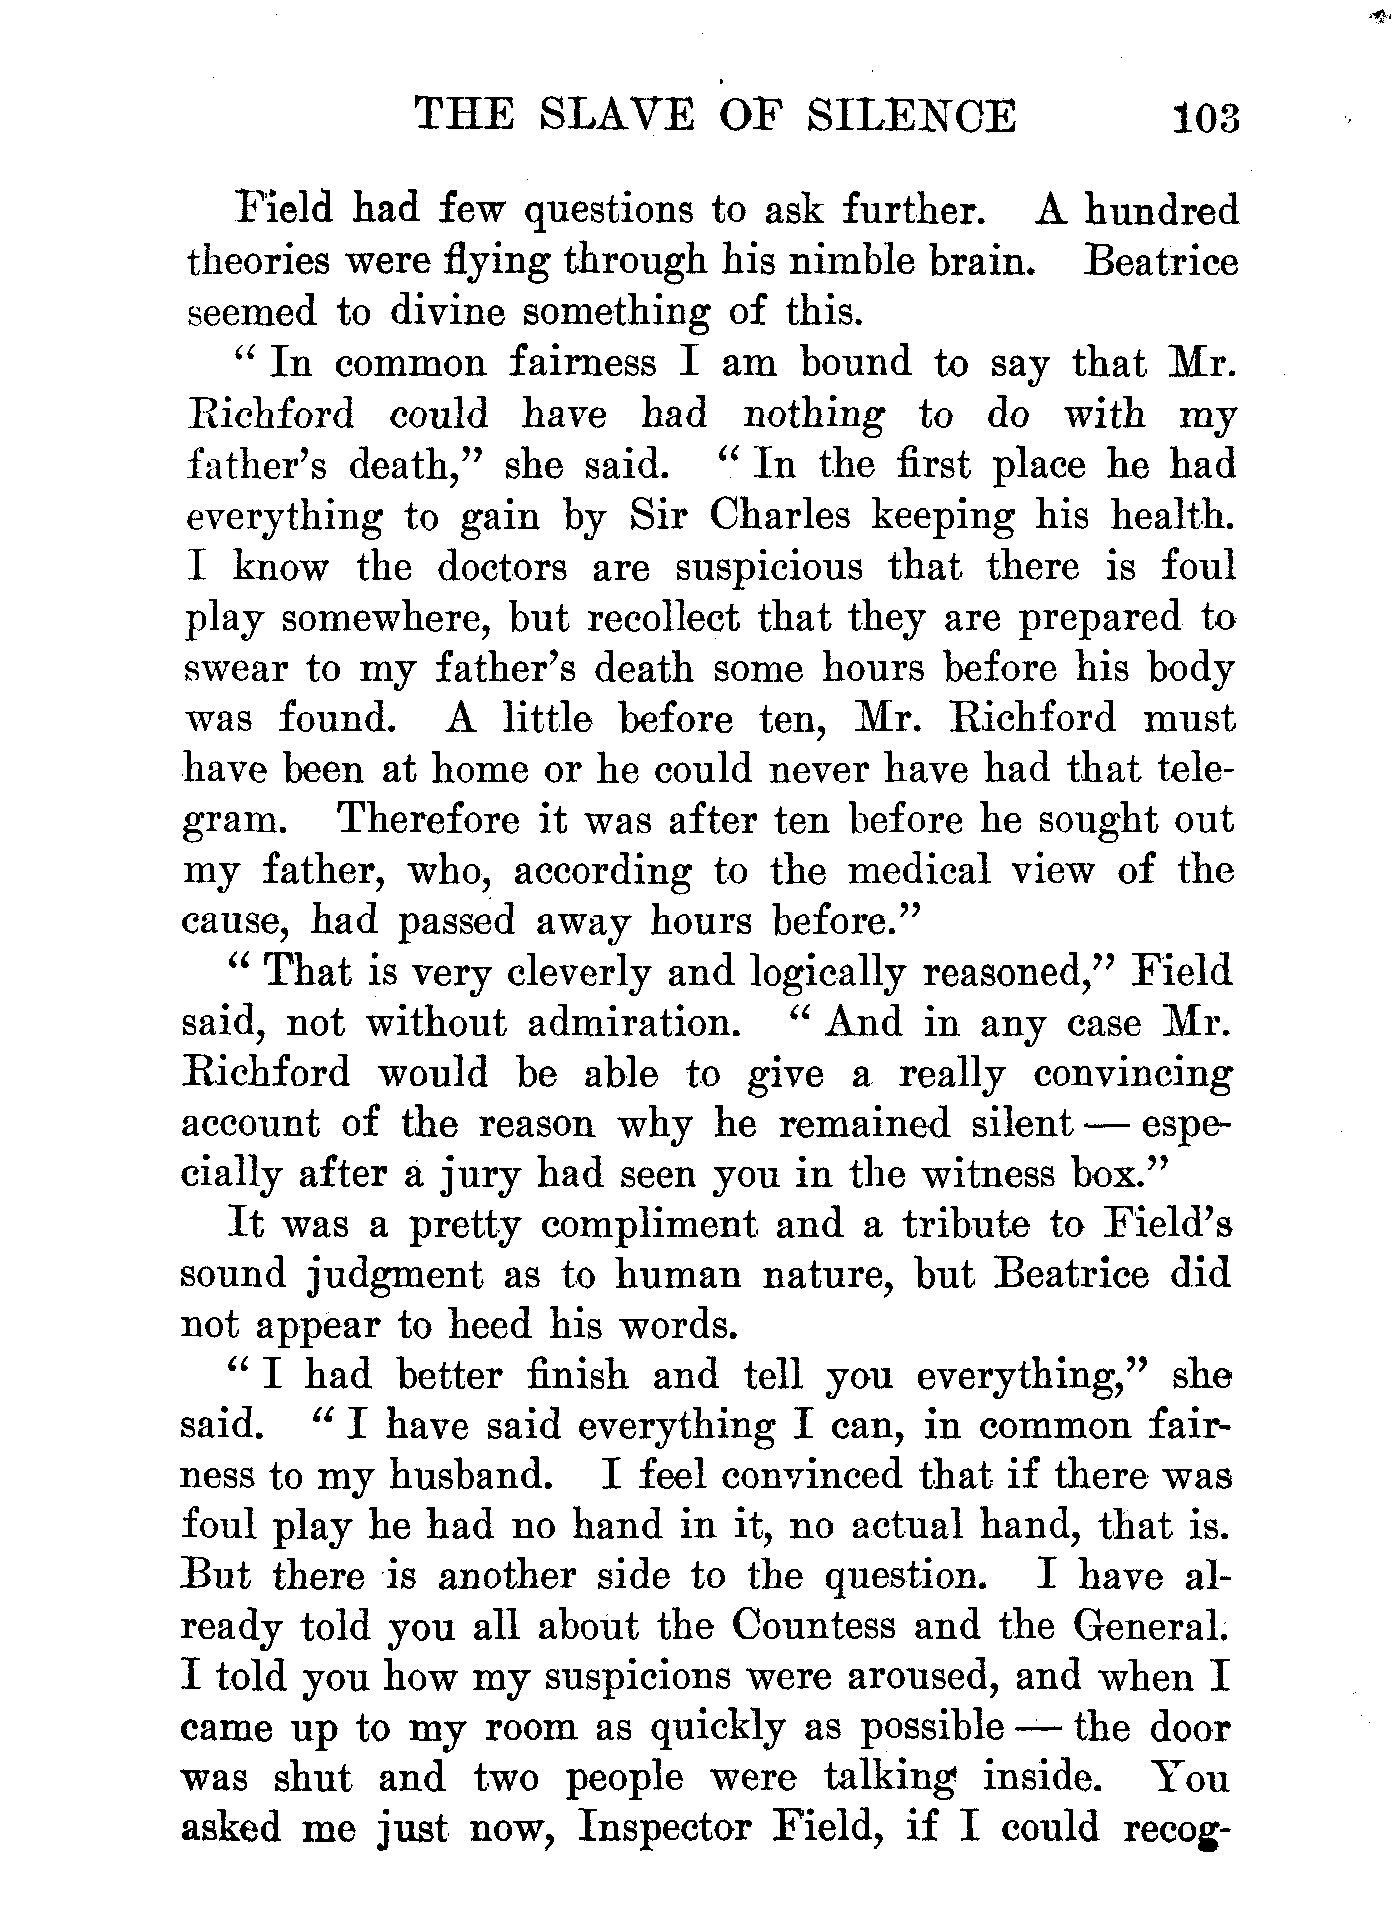 THE SLAVE OF SILENCE 103
Field had few questions to ask further. A hundred
theories were flying through his nimble brain. Beatrice
seemed to divine something of this.
“ In common fairness I am bound to say that Mr.
Richford could have had nothing to do with my
father’s death,” she said. “ In the first place he had
everything to gain by Sir Charles keeping his health.
I know the doctors are suspicious that there is foul
play somewhere, but recollect that they are prepared to
swear to my father’s death some hours before his body
was found. A little before ten, Mr. Richford must
have been at home or he could never have had that tele-
gram. Therefore it was after ten before he sought out
my father, who, according to the medical view of the
cause, had passed away hours before.”
“ That is very cleverly and logically reasoned,” Field
said, not without admiration. “ And in any case Mr.
Richford would be able to give a really convincing
account of the reason why he remained silent — espe-
cially after a jury had seen you in the witness box.”
It was a pretty compliment and a tribute to Field’s
sound judgment as to human nature, but Beatrice did
not appear to heed his words.
“ I had better finish and tell you everything,” she
said. “ I have said everything I can, in common fair-
ness to my husband. I feel convinced that if there was
foul play he had no hand in it, no actual hand, that is.
But there is another side to the question. I have al-
ready told you all about the Countess and the General.
I told you how my suspicions were aroused, and when I
came up to my room as quickly as possible — the door
was shut and two people were talking inside. You
asked me just now, Inspector Field, if I could recog-